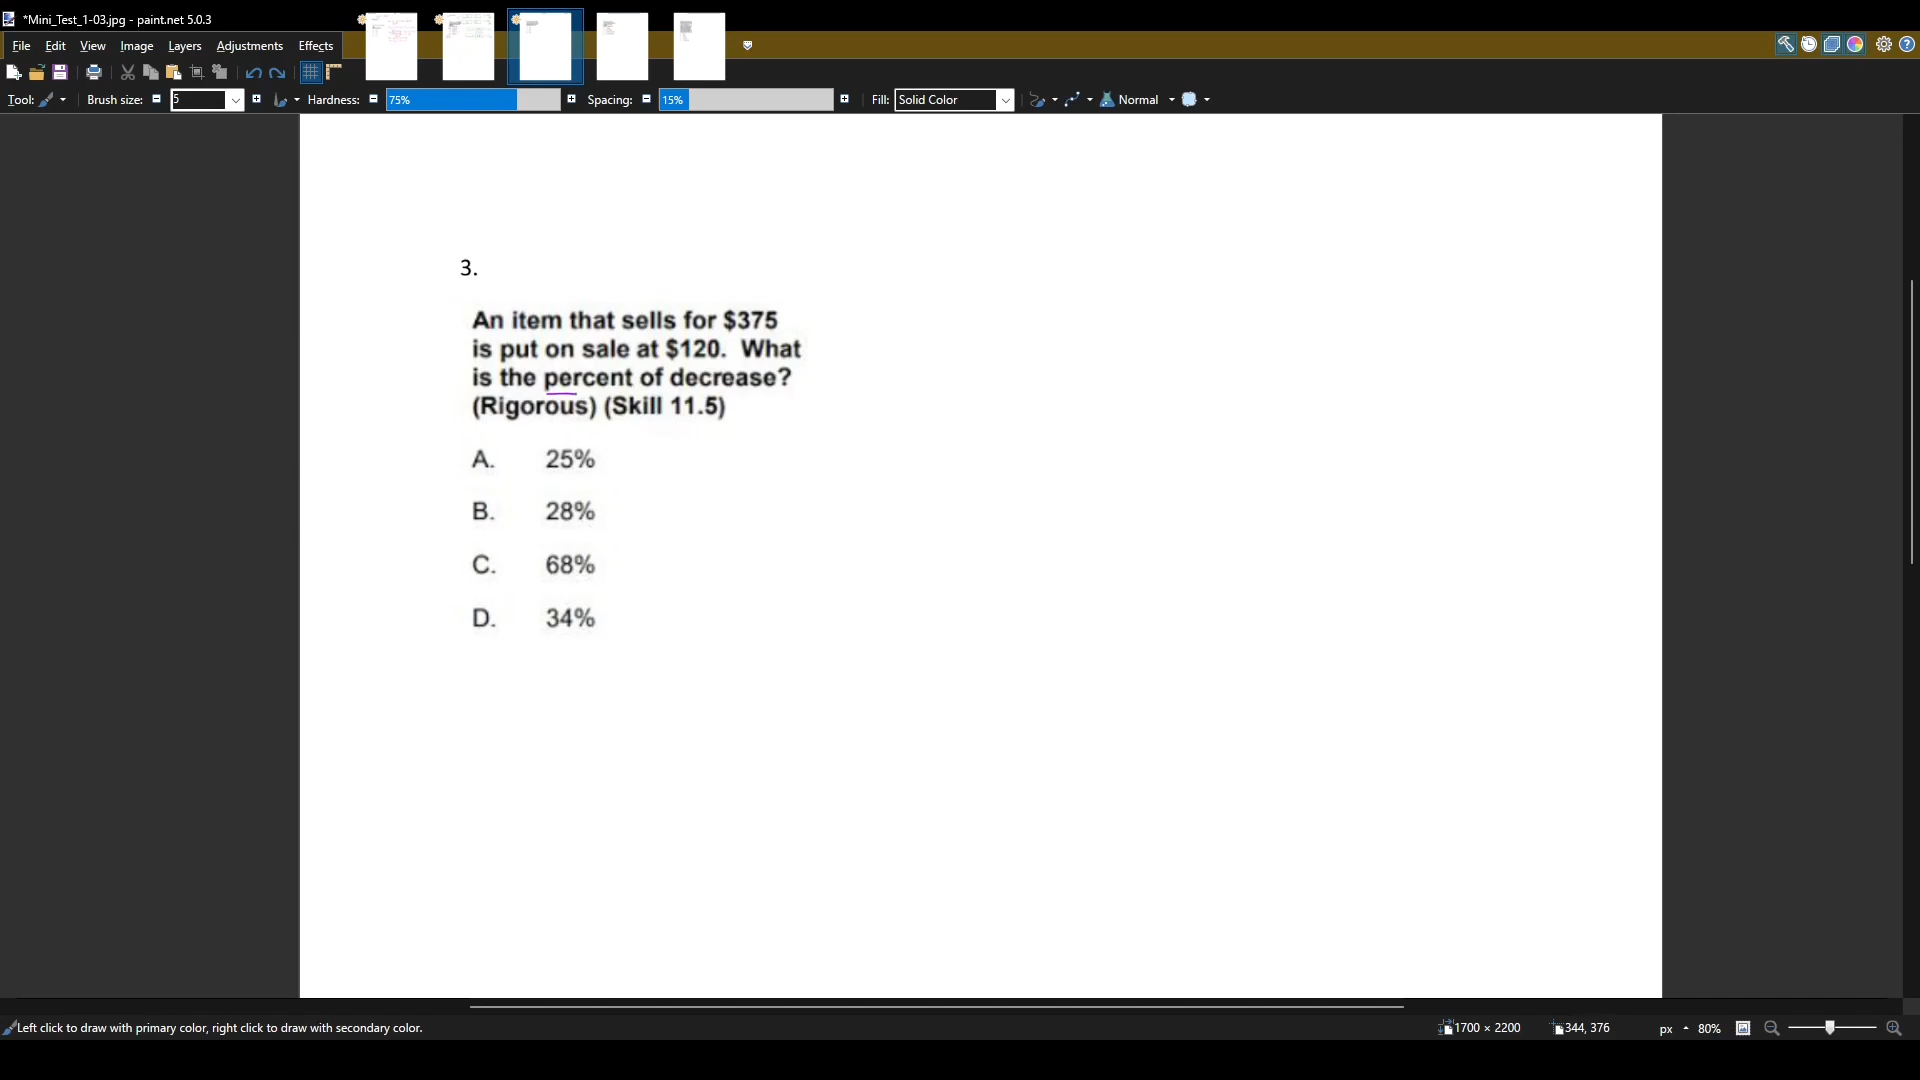 *Mini_Test_1-03.jpg - paint.net 5.0.3
File Edit View Image Layers Adjustments Effects
Tool: Brush size: 5 Hardness: 75% Spacing: 15% Fill: Solid Color Normal
3.
An item that sells for $375
is put on sale at $120. What
is the percent of decrease?
(Rigorous) (Skill 11.5)
A. 25%
B. 28%
C. 68%
D. 34%
Left click to draw with primary color, right click to draw with secondary color. 1700 × 2200 344, 376 px 80%